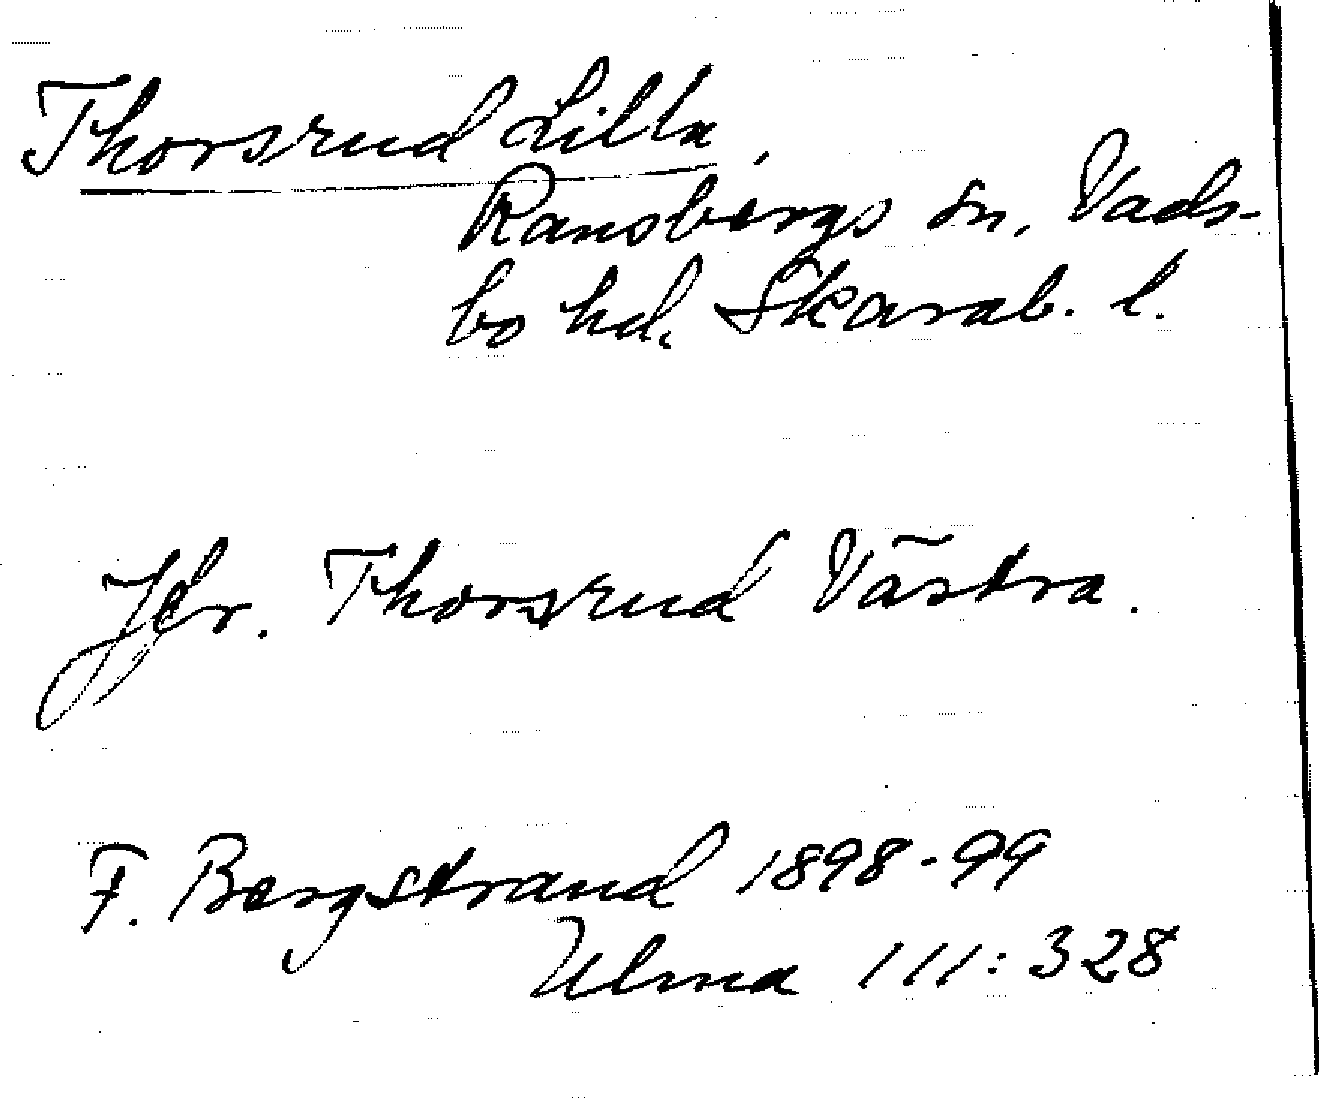 Thorsrud Lilla,
Ransbergs sn, Vads-
bo hd. Skarab. l.
Jfr. Thorsrud Västra.
F. Bergstrand 1898-99
Ulma 111:328